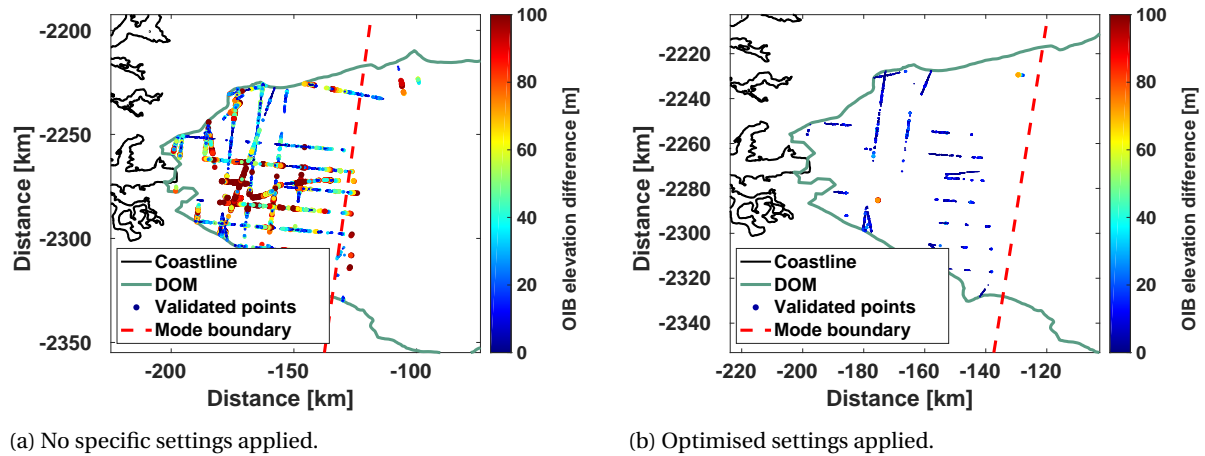 -2200
-2250
-2300
-2350
Distance [km]
-200
-150
-100
Distance [km]
Coastline
DOM
Validated points
Mode boundary
100
80
60
40
20
0
OIB elevation difference [m]
(a) No specific settings applied.
-2220
-2240
-2260
-2280
-2300
-2320
-2340
Distance [km]
-220
-200
-180
-160
-140
-120
Distance [km]
Coastline
DOM
Validated points
Mode boundary
100
80
60
40
20
0
OIB elevation difference [m]
(b) Optimised settings applied.